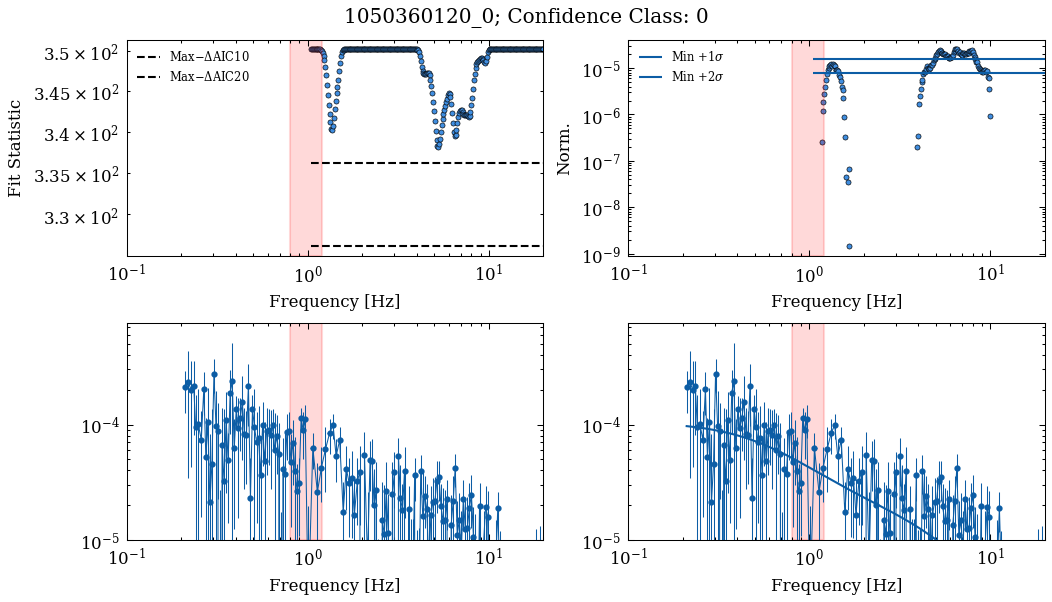 1050360120_0; Confidence Class: 0
Fit Statistic
3.5 × 10²
3.45 × 10²
3.4 × 10²
3.35 × 10²
3.3 × 10²
Max−ΔAIC10
Max−ΔAIC20
10⁻¹
10⁰
10¹
Frequency [Hz]
Norm.
10⁻⁵
10⁻⁶
10⁻⁷
10⁻⁸
10⁻⁹
Min +1σ
Min +2σ
10⁻¹
10⁰
10¹
Frequency [Hz]
10⁻⁴
10⁻⁵
10⁻¹
10⁰
10¹
Frequency [Hz]
10⁻⁴
10⁻⁵
10⁻¹
10⁰
10¹
Frequency [Hz]